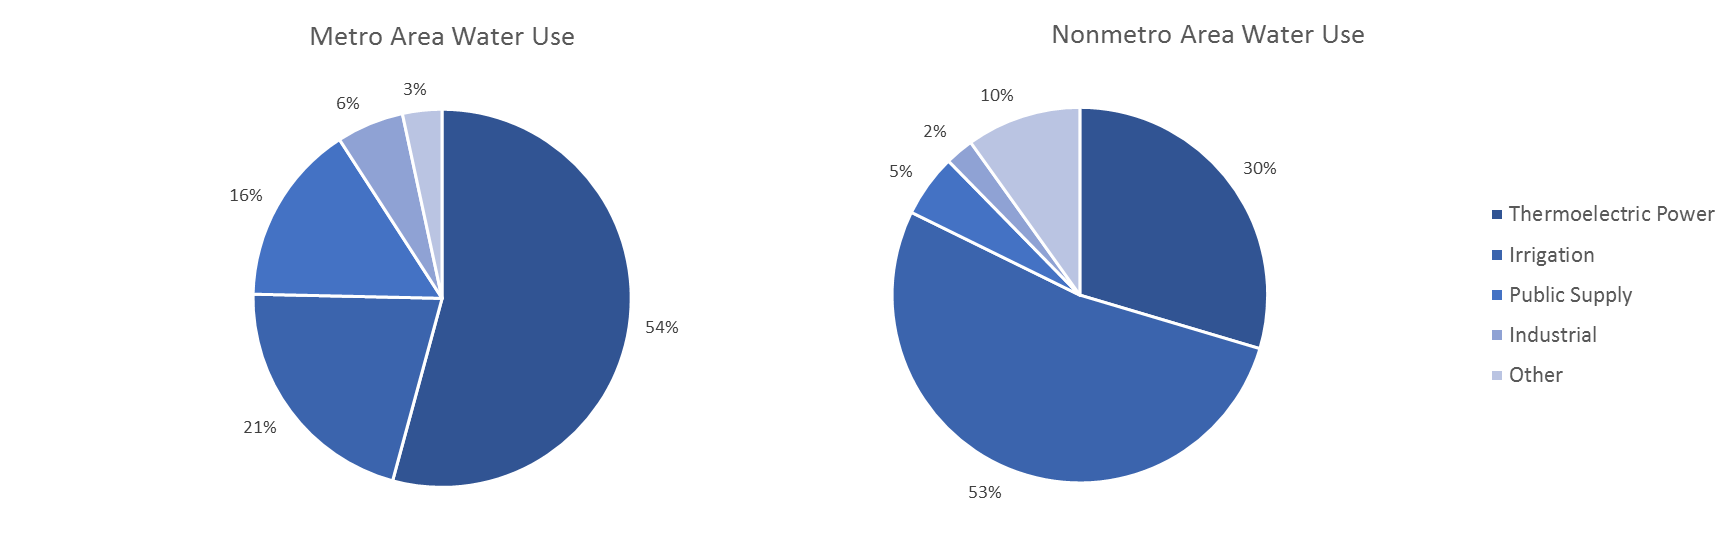 Metro Area Water Use
3%
6%
16%
54%
21%
Nonmetro Area Water Use
10%
2%
5%
30%
53%
Thermoelectric Power
Irrigation
Public Supply
Industrial
Other